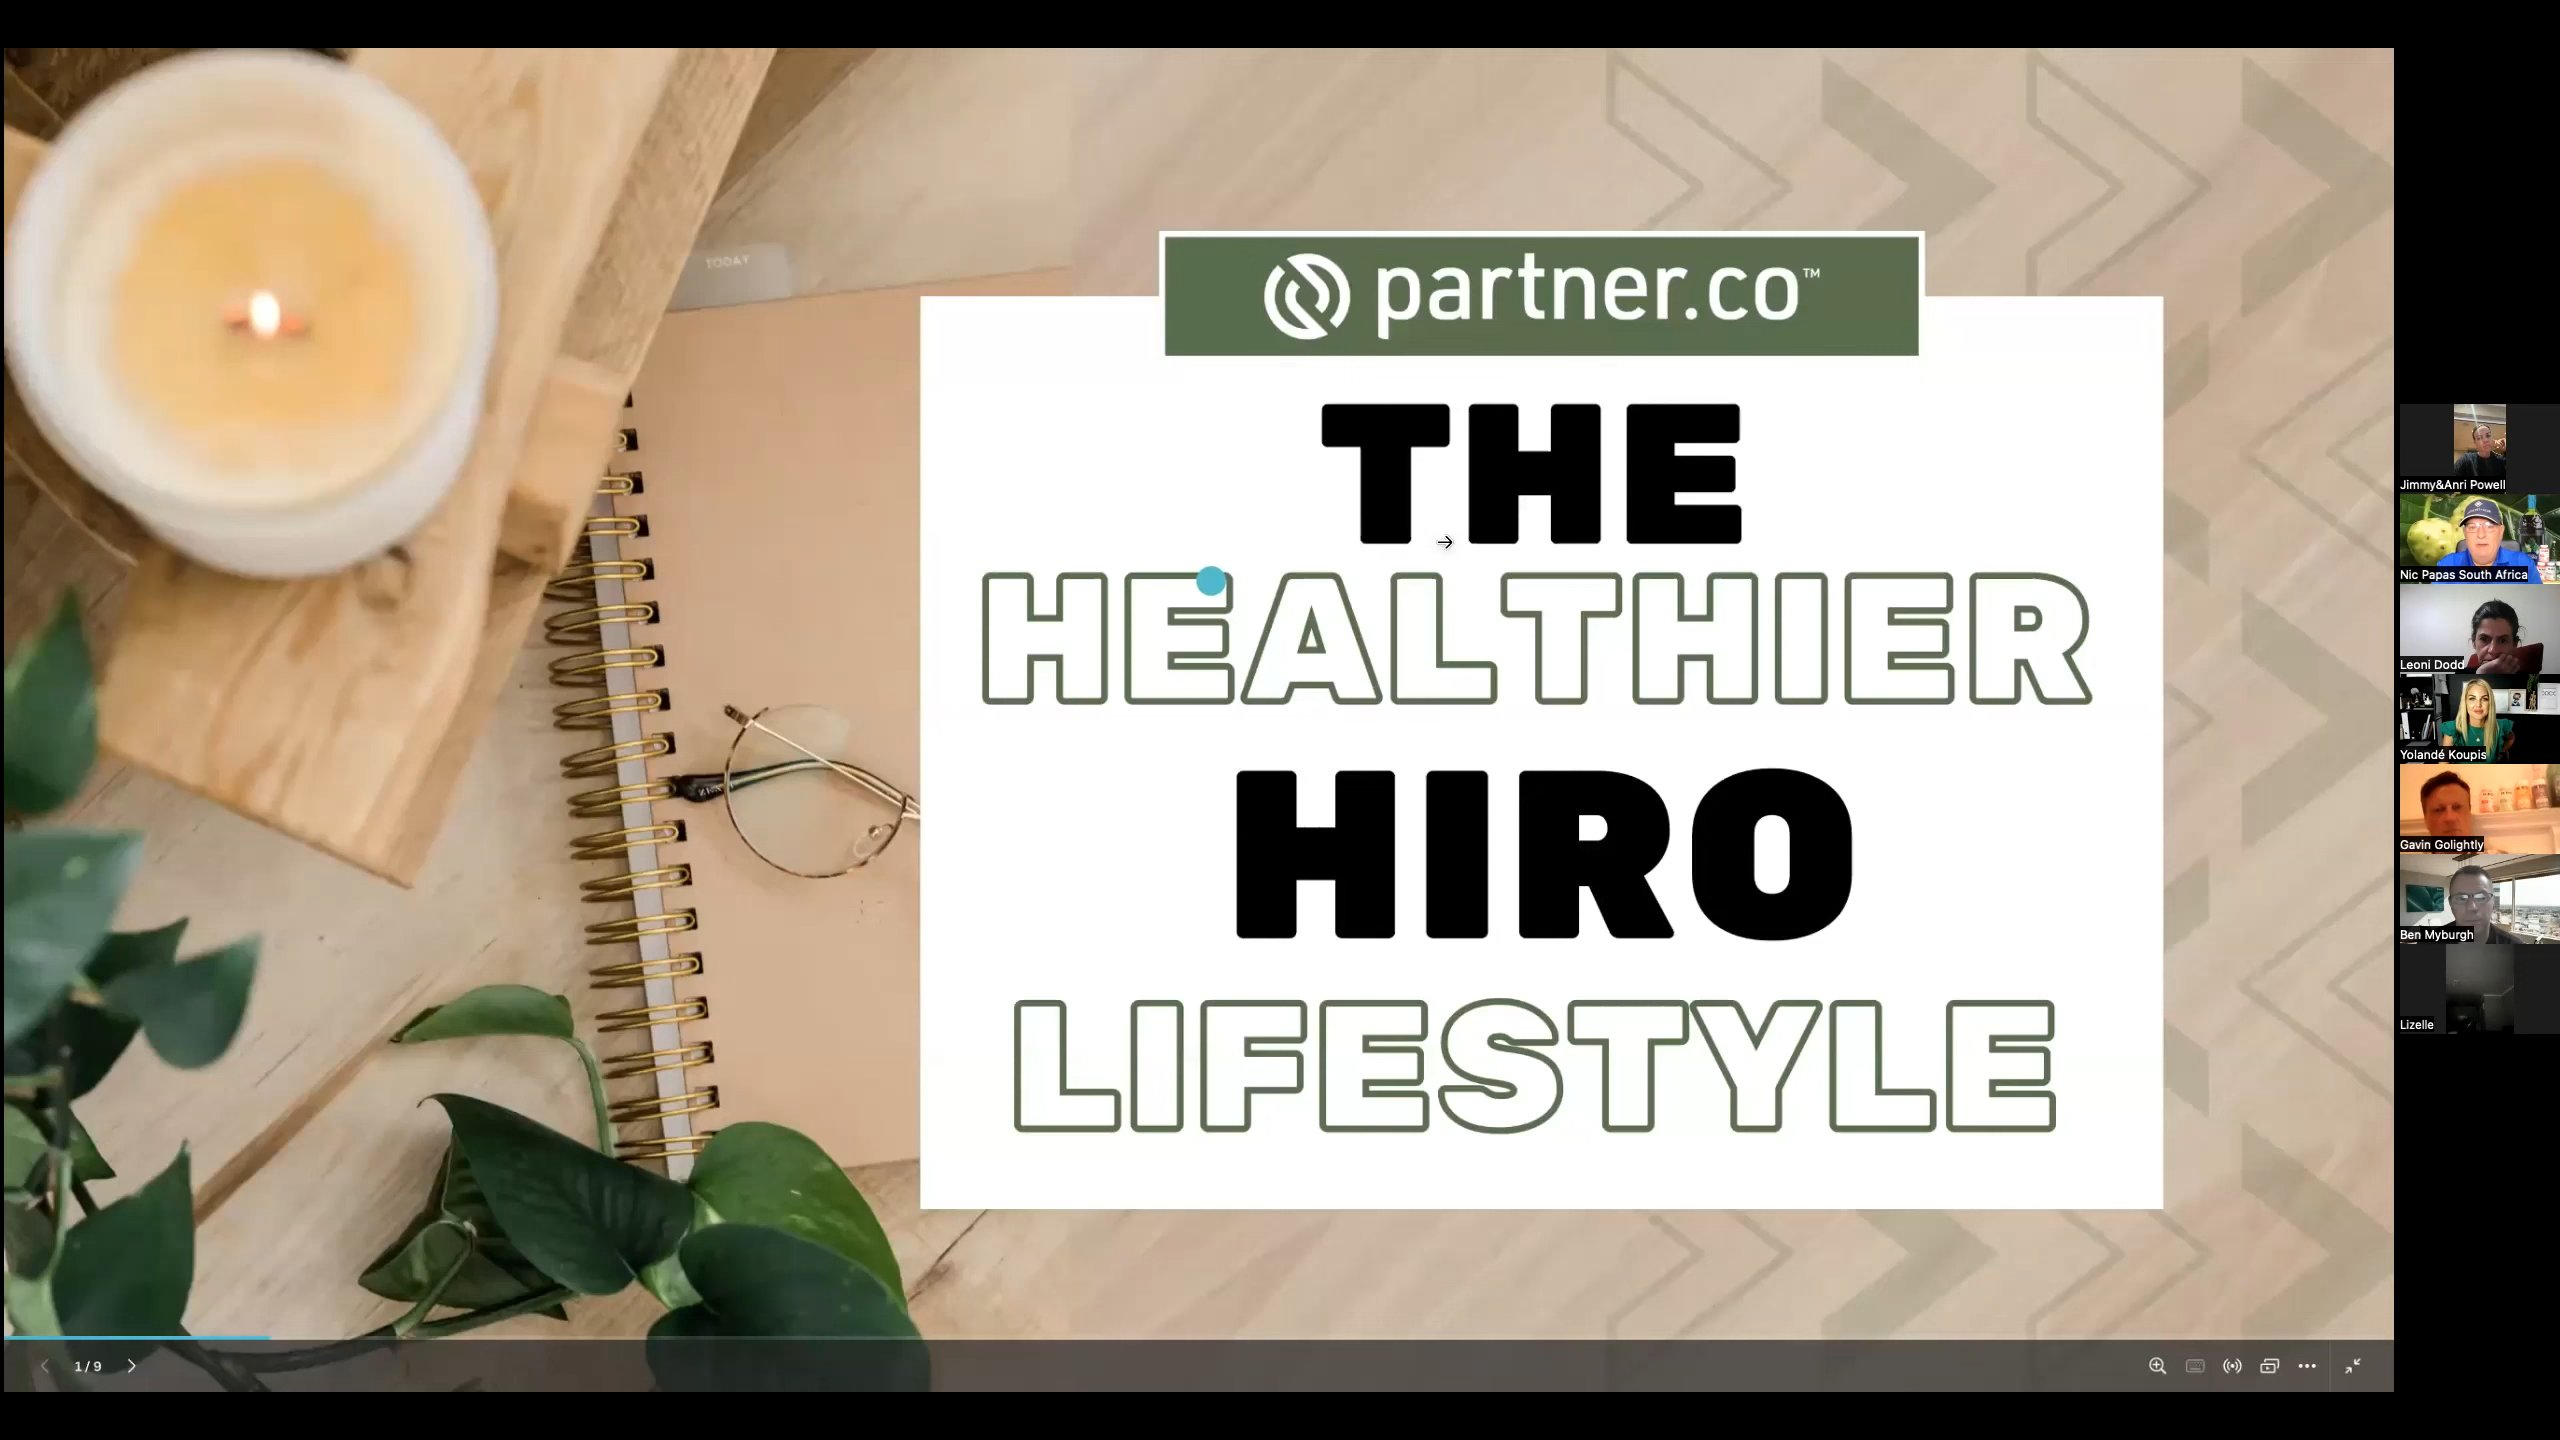 TODAY
partner.co™
THE
HEALTHIER
HIRO
LIFESTYLE
Jimmy&Anri Powell
Nic Papas South Africa
Leoni Dodd
Yolandé Koupis
Gavin Golightly
Ben Myburgh
Lizelle
1 / 9